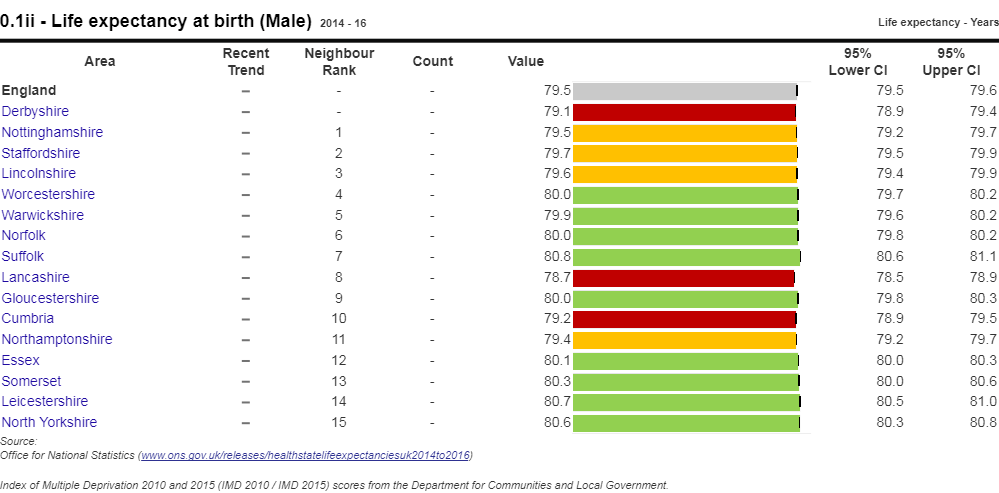 0.1ii - Life expectancy at birth (Male) 2014 - 16 Life expectancy - Years
Area Recent Trend Neighbour Rank Count Value 95% Lower CI 95% Upper CI
England – - - 79.5 79.5 79.6
Derbyshire – - - 79.1 78.9 79.4
Nottinghamshire – 1 - 79.5 79.2 79.7
Staffordshire – 2 - 79.7 79.5 79.9
Lincolnshire – 3 - 79.6 79.4 79.9
Worcestershire – 4 - 80.0 79.7 80.2
Warwickshire – 5 - 79.9 79.6 80.2
Norfolk – 6 - 80.0 79.8 80.2
Suffolk – 7 - 80.8 80.6 81.1
Lancashire – 8 - 78.7 78.5 78.9
Gloucestershire – 9 - 80.0 79.8 80.3
Cumbria – 10 - 79.2 78.9 79.5
Northamptonshire – 11 - 79.4 79.2 79.7
Essex – 12 - 80.1 80.0 80.3
Somerset – 13 - 80.3 80.0 80.6
Leicestershire – 14 - 80.7 80.5 81.0
North Yorkshire – 15 - 80.6 80.3 80.8
Source:
Office for National Statistics (www.ons.gov.uk/releases/healthstatelifeexpectanciesuk2014to2016)
Index of Multiple Deprivation 2010 and 2015 (IMD 2010 / IMD 2015) scores from the Department for Communities and Local Government.